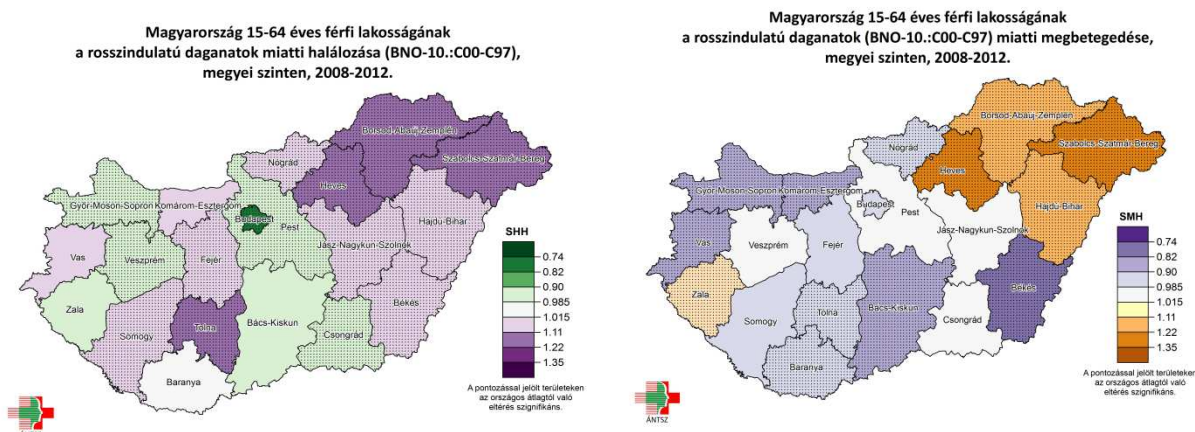 Magyarország 15-64 éves férfi lakosságának
a rosszindulatú daganatok miatti halálozása (BNO-10.:C00-C97),
megyei szinten, 2008-2012.
Borsod-Abaúj-Zemplén
Szabolcs-Szatmár-Bereg
Nógrád
Heves
Győr-Moson-Sopron
Komárom-Esztergom
Budapest
Pest
Hajdú-Bihar
Jász-Nagykun-Szolnok
Vas
Veszprém
Fejér
Zala
Somogy
Tolna
Bács-Kiskun
Csongrád
Békés
Baranya
SHH
0.74
0.82
0.90
0.985
1.015
1.11
1.22
1.35
A pontozással jelölt területeken
az országos átlagtól való
eltérés szignifikáns.
Magyarország 15-64 éves férfi lakosságának
a rosszindulatú daganatok (BNO-10.:C00-C97) miatti megbetegedése,
megyei szinten, 2008-2012.
Borsod-Abaúj-Zemplén
Szabolcs-Szatmár-Bereg
Nógrád
Heves
Győr-Moson-Sopron
Komárom-Esztergom
Budapest
Pest
Hajdú-Bihar
Jász-Nagykun-Szolnok
Vas
Veszprém
Fejér
Zala
Somogy
Tolna
Bács-Kiskun
Csongrád
Békés
Baranya
SMH
0.74
0.82
0.90
0.985
1.015
1.11
1.22
1.35
A pontozással jelölt területeken
az országos átlagtól való
eltérés szignifikáns.
ÁNTSZ